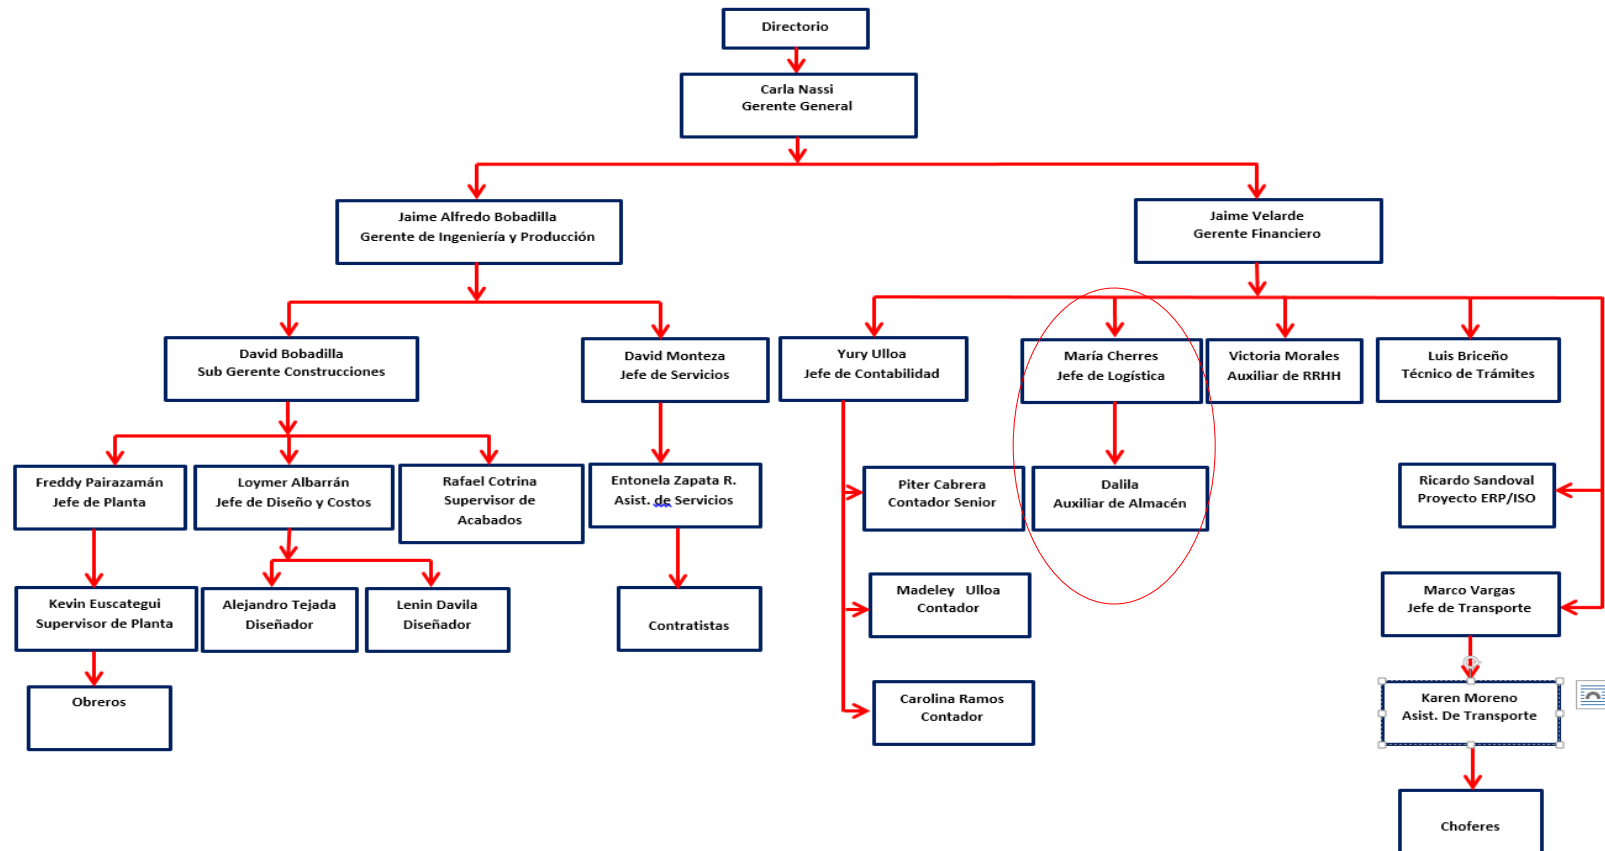 Directorio
Carla Nassi
Gerente General
Jaime Alfredo Bobadilla
Gerente de Ingeniería y Producción
Jaime Velarde
Gerente Financiero
David Bobadilla
Sub Gerente Construcciones
David Monteza
Jefe de Servicios
Yury Ulloa
Jefe de Contabilidad
María Cherres
Jefe de Logística
Victoria Morales
Auxiliar de RRHH
Luis Briceño
Técnico de Trámites
Freddy Pairazamán
Jefe de Planta
Loymer Albarrán
Jefe de Diseño y Costos
Rafael Cotrina
Supervisor de
Acabados
Entonela Zapata R.
Asist. de Servicios
Piter Cabrera
Contador Senior
Dalila
Auxiliar de Almacén
Ricardo Sandoval
Proyecto ERP/ISO
Kevin Euscategui
Supervisor de Planta
Alejandro Tejada
Diseñador
Lenin Davila
Diseñador
Contratistas
Madeley Ulloa
Contador
Marco Vargas
Jefe de Transporte
Obreros
Carolina Ramos
Contador
Karen Moreno
Asist. De Transporte
Choferes